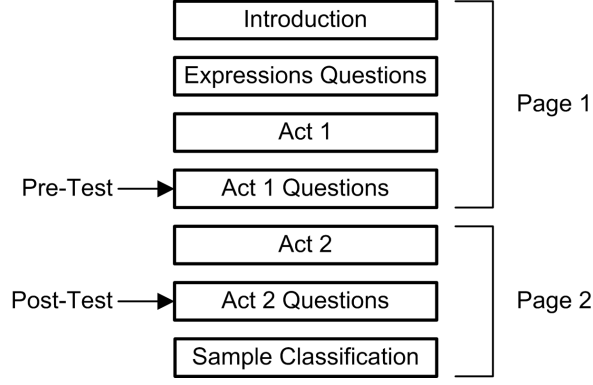 Introduction
Expressions Questions
Page 1
Act 1
Pre-Test
Act 1 Questions
Act 2
Post-Test
Act 2 Questions
Page 2
Sample Classification